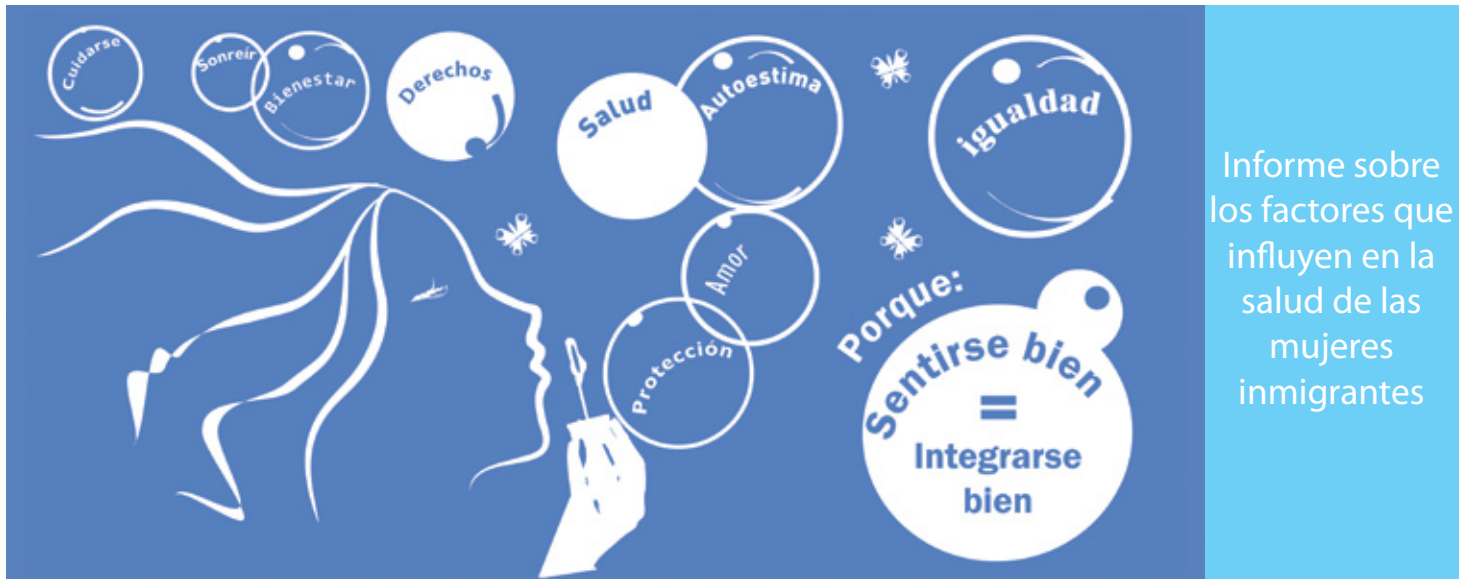 Cuidarse
Sonreír
Bienestar
Derechos
Salud
Autoestima
igualdad
Amor
Protección
Porque:
Sentirse bien
=
Integrarse
bien
Informe sobre
los factores que
influyen en la
salud de las
mujeres
inmigrantes